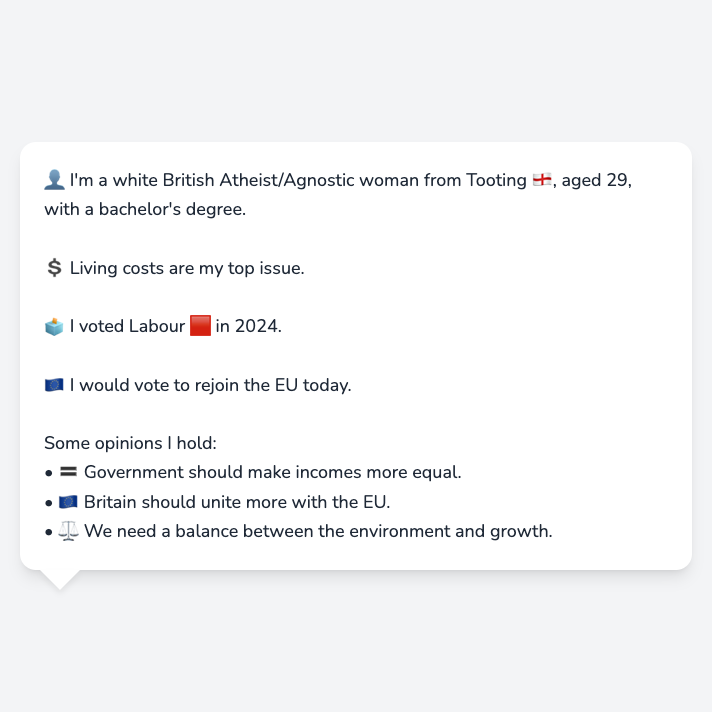 👤 I'm a white British Atheist/Agnostic woman from Tooting 🏴󠁧󠁢󠁥󠁮󠁧󠁿, aged 29,
with a bachelor's degree.
💲 Living costs are my top issue.
🗳️ I voted Labour 🟥 in 2024.
🇪🇺 I would vote to rejoin the EU today.
Some opinions I hold:
• 🟰 Government should make incomes more equal.
• 🇪🇺 Britain should unite more with the EU.
• ⚖️ We need a balance between the environment and growth.